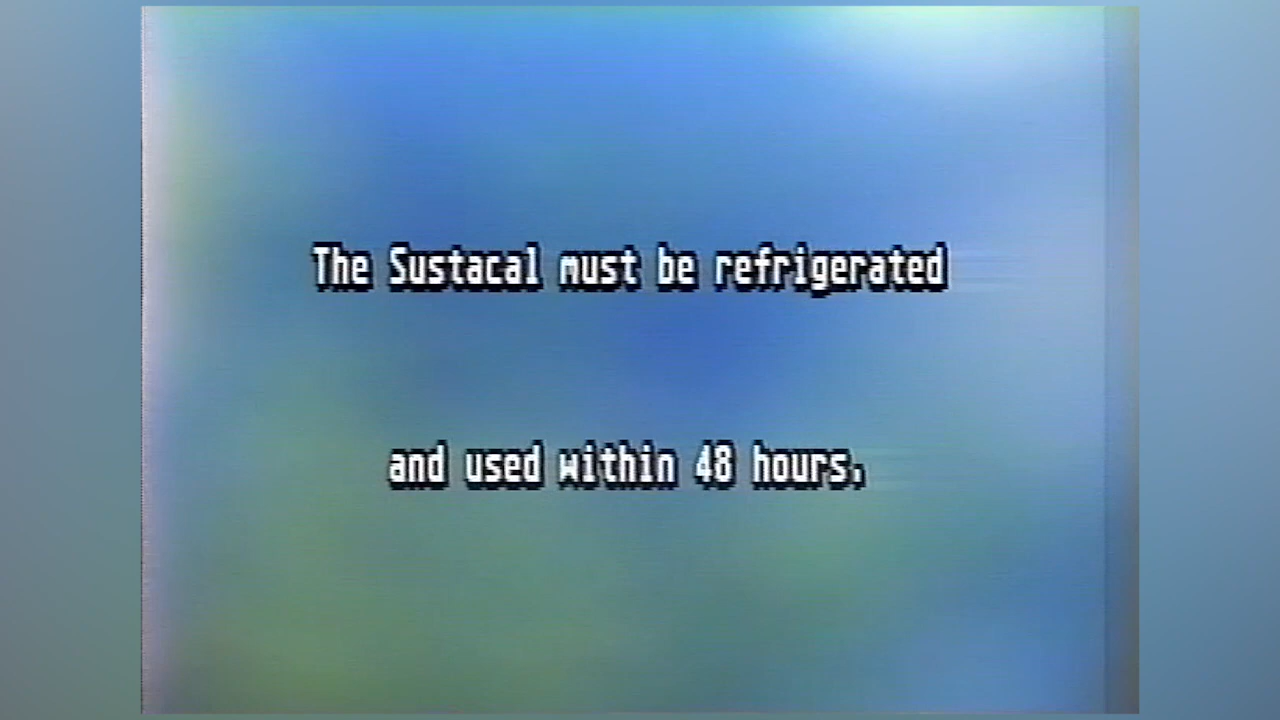 The Sustacal must be refrigerated
and used within 48 hours.